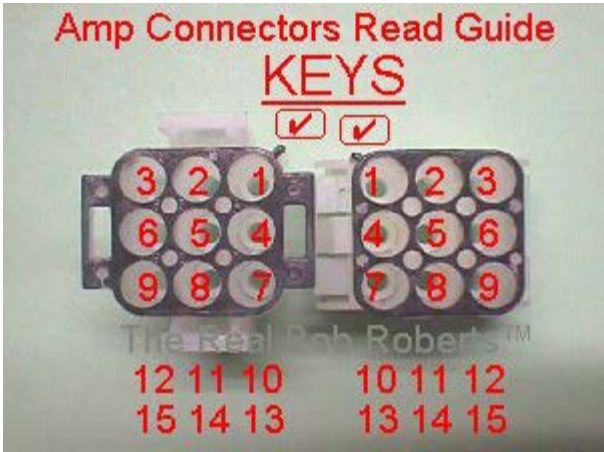 Amp Connectors Read Guide
KEYS
✓ ✓
3 2 1 1 2 3
6 5 4 4 5 6
9 8 7 7 8 9
The Real Rob Roberts™
12 11 10 10 11 12
15 14 13 13 14 15